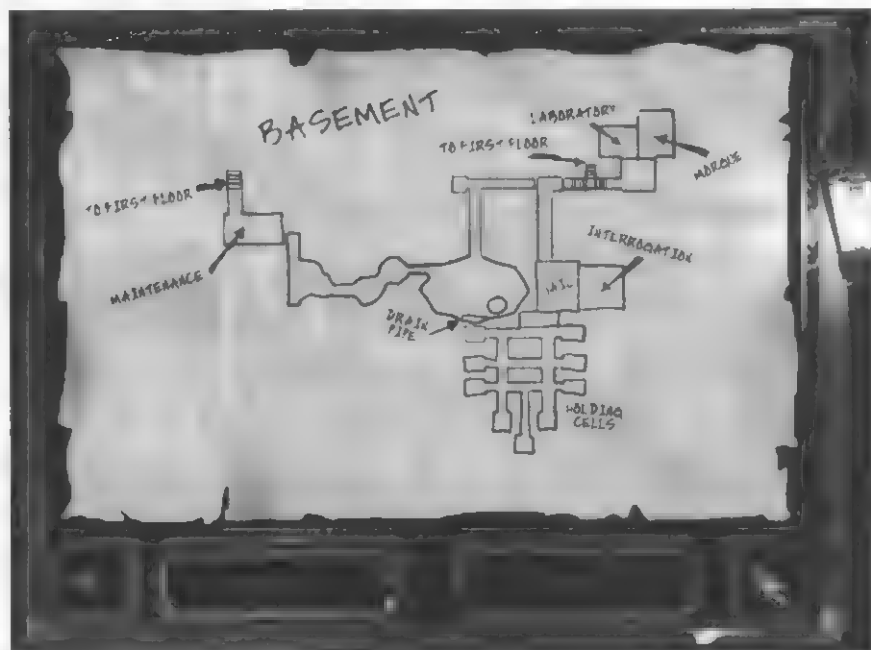 BASEMENT
LABORATORY
TO FIRST FLOOR
MORGUE
TO FIRST FLOOR
INTERROGATION
MAINTENANCE
JAIL
DRAIN
PIPE
HOLDING
CELLS